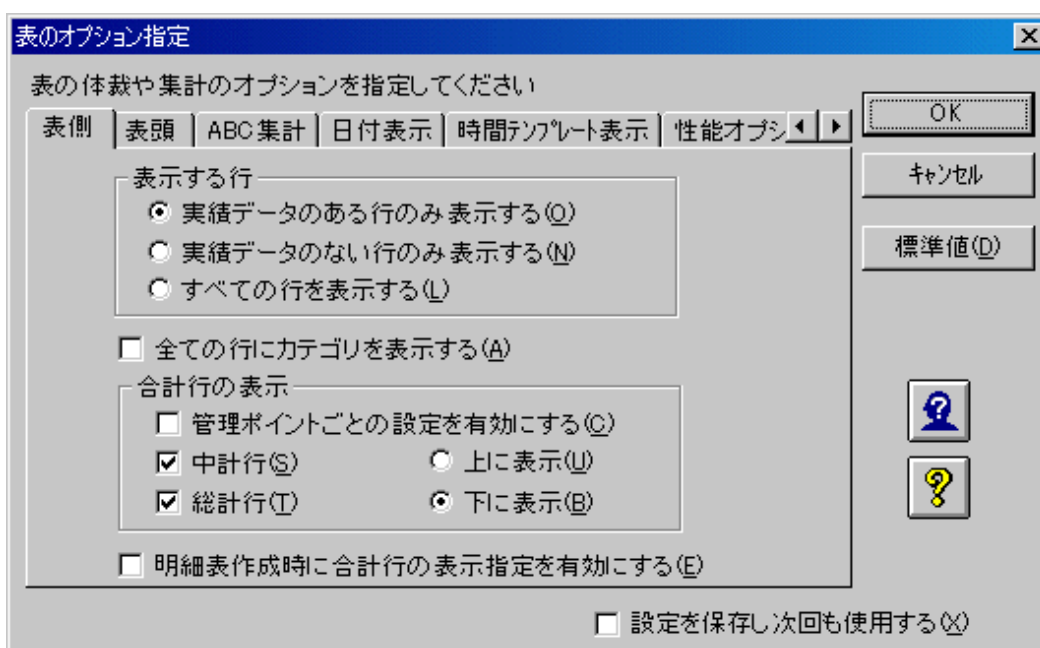 表のオプション指定
表の体裁や集計のオプションを指定してください
表側 表頭 ABC集計 日付表示 時間ﾃﾝﾌﾟﾚｰﾄ表示 性能オプシ
OK
ｷｬﾝｾﾙ
標準値(D)
表示する行
実績データのある行のみ表示する(O)
実績データのない行のみ表示する(N)
すべての行を表示する(L)
全ての行にカテゴリを表示する(A)
合計行の表示
管理ポイントごとの設定を有効にする(C)
中計行(S) 上に表示(U)
総計行(T) 下に表示(B)
明細表作成時に合計行の表示指定を有効にする(E)
設定を保存し次回も使用する(X)